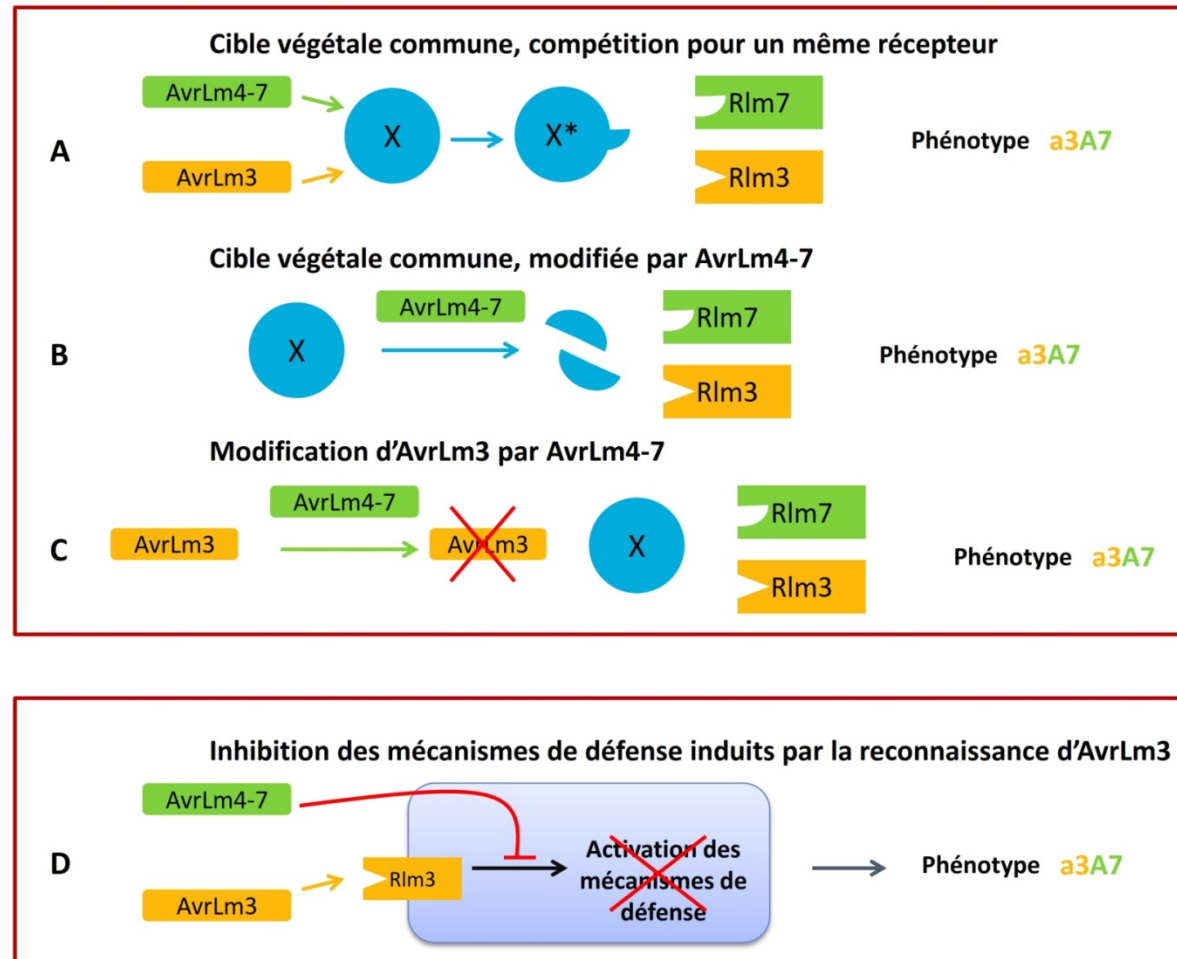 Cible végétale commune, compétition pour un même récepteur
AvrLm4-7
X
X*
Rlm7
A
Phénotype a3A7
AvrLm3
Rlm3
Cible végétale commune, modifiée par AvrLm4-7
AvrLm4-7
Rlm7
B
X
Phénotype a3A7
Rlm3
Modification d'AvrLm3 par AvrLm4-7
AvrLm4-7
Rlm7
C
AvrLm3
AvrLm3
X
Phénotype a3A7
Rlm3
Inhibition des mécanismes de défense induits par la reconnaissance d'AvrLm3
AvrLm4-7
D
Rlm3
Activation des
mécanismes de
défense
Phénotype a3A7
AvrLm3